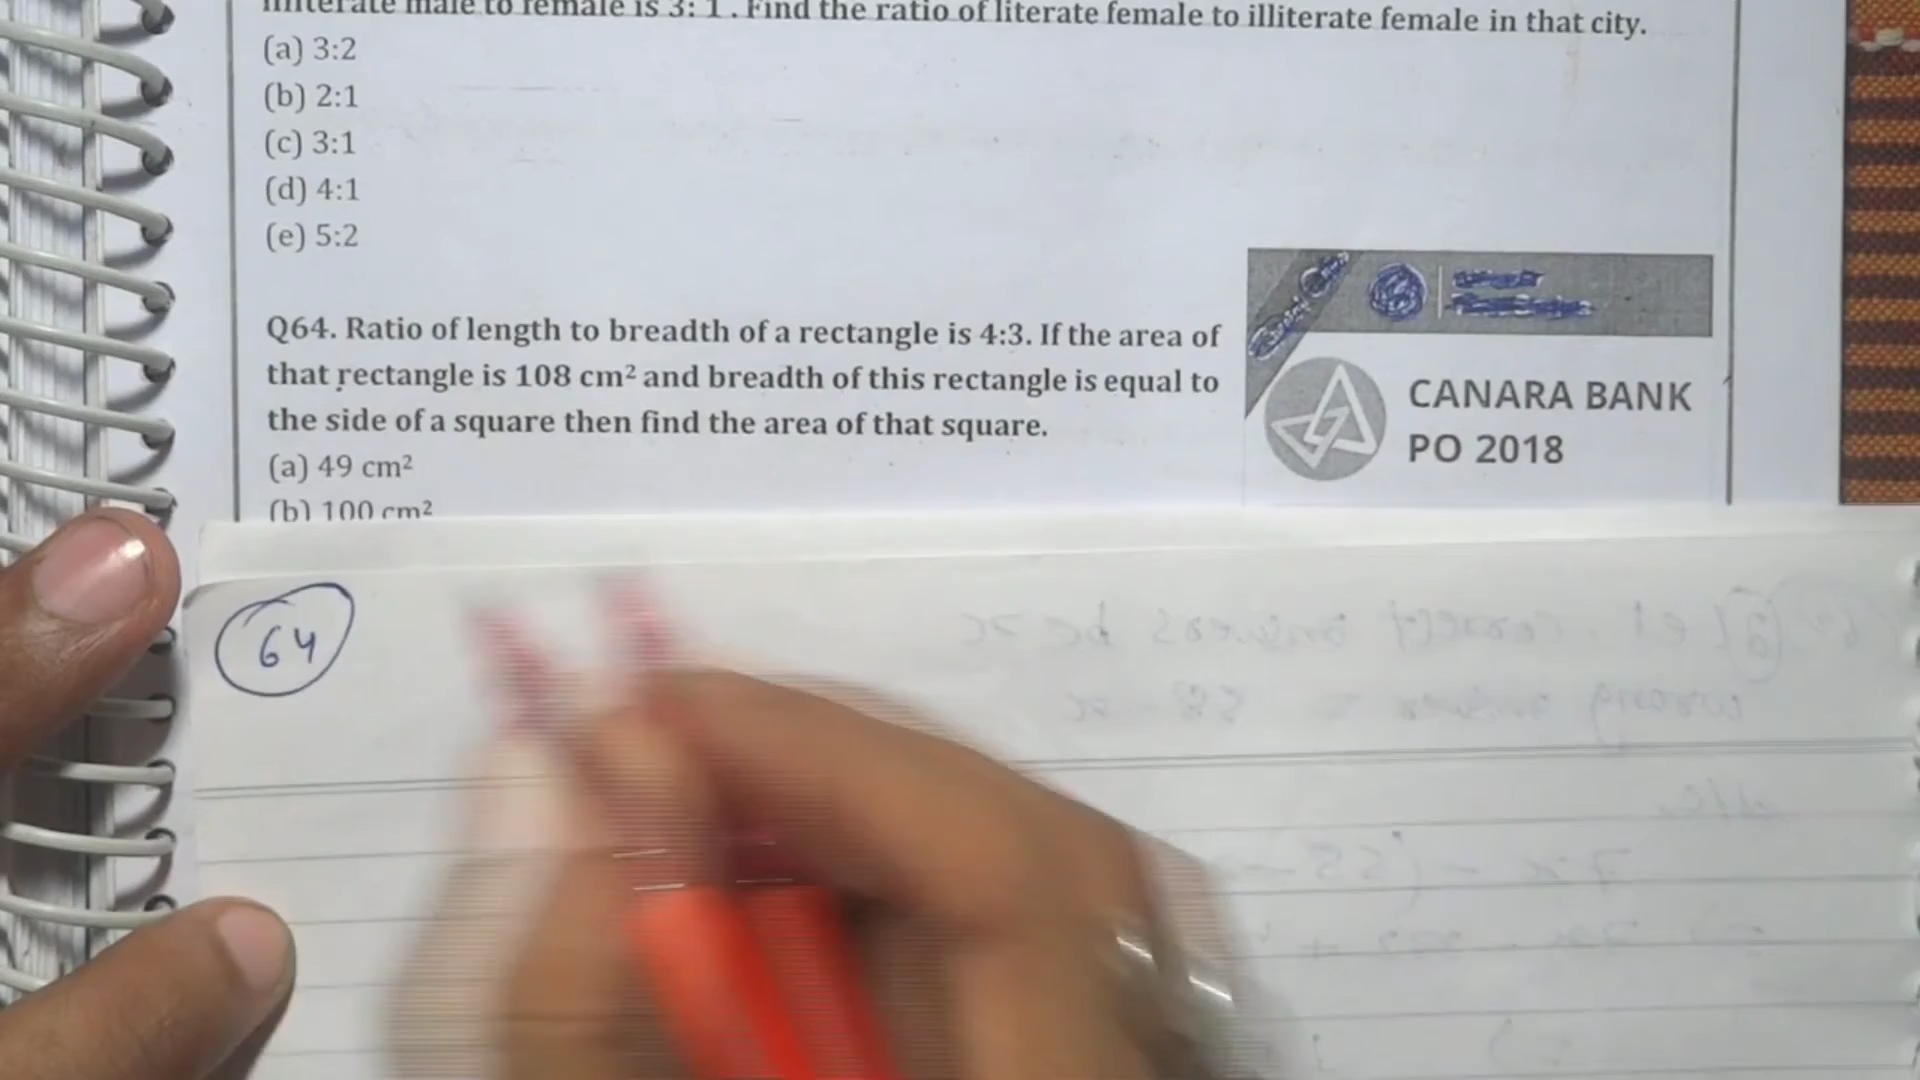 illiterate male to female is 3: 1. Find the ratio of literate female to illiterate female in that city.
(a) 3:2
(b) 2:1
(c) 3:1
(d) 4:1
(e) 5:2
Q64. Ratio of length to breadth of a rectangle is 4:3. If the area of
that rectangle is 108 cm² and breadth of this rectangle is equal to
the side of a square then find the area of that square.
(a) 49 cm²
(b) 100 cm²
CANARA BANK
PO 2018
64